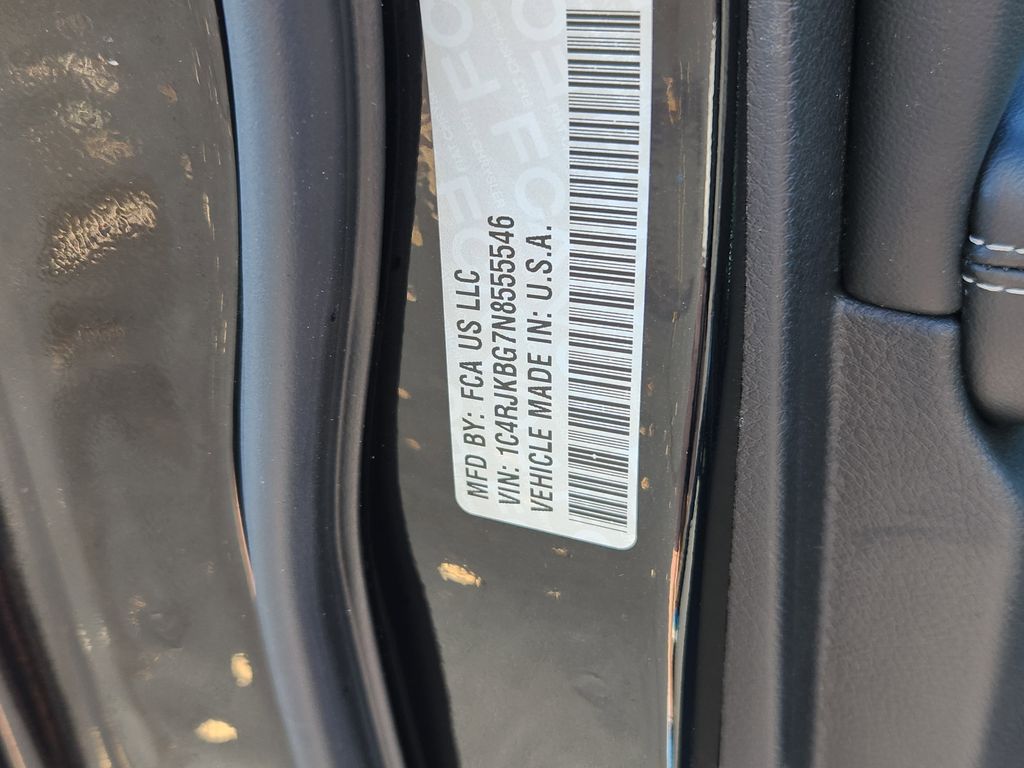 MFD BY: FCA US LLC
VIN: 1C4RJKBG7N8555546
VEHICLE MADE IN: U.S.A.